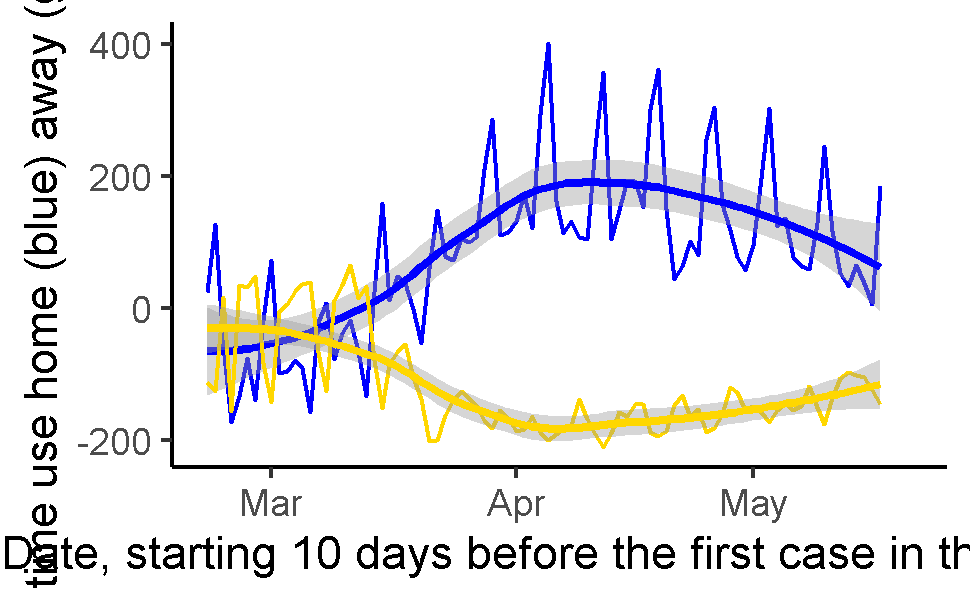 time use home (blue) away (
400
200
0
-200
Mar Apr May
Date, starting 10 days before the first case in th